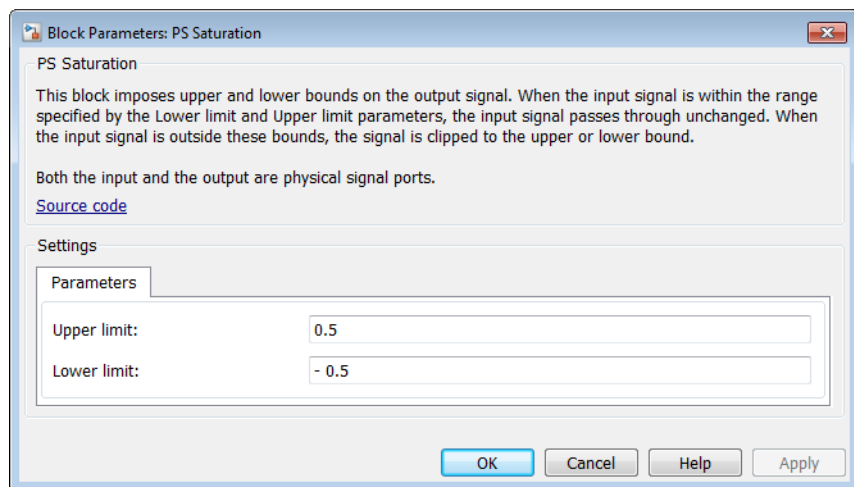 Block Parameters: PS Saturation
PS Saturation
This block imposes upper and lower bounds on the output signal. When the input signal is within the range
specified by the Lower limit and Upper limit parameters, the input signal passes through unchanged. When
the input signal is outside these bounds, the signal is clipped to the upper or lower bound.
Both the input and the output are physical signal ports.
Source code
Settings
Parameters
Upper limit: 0.5
Lower limit: - 0.5
OK Cancel Help Apply